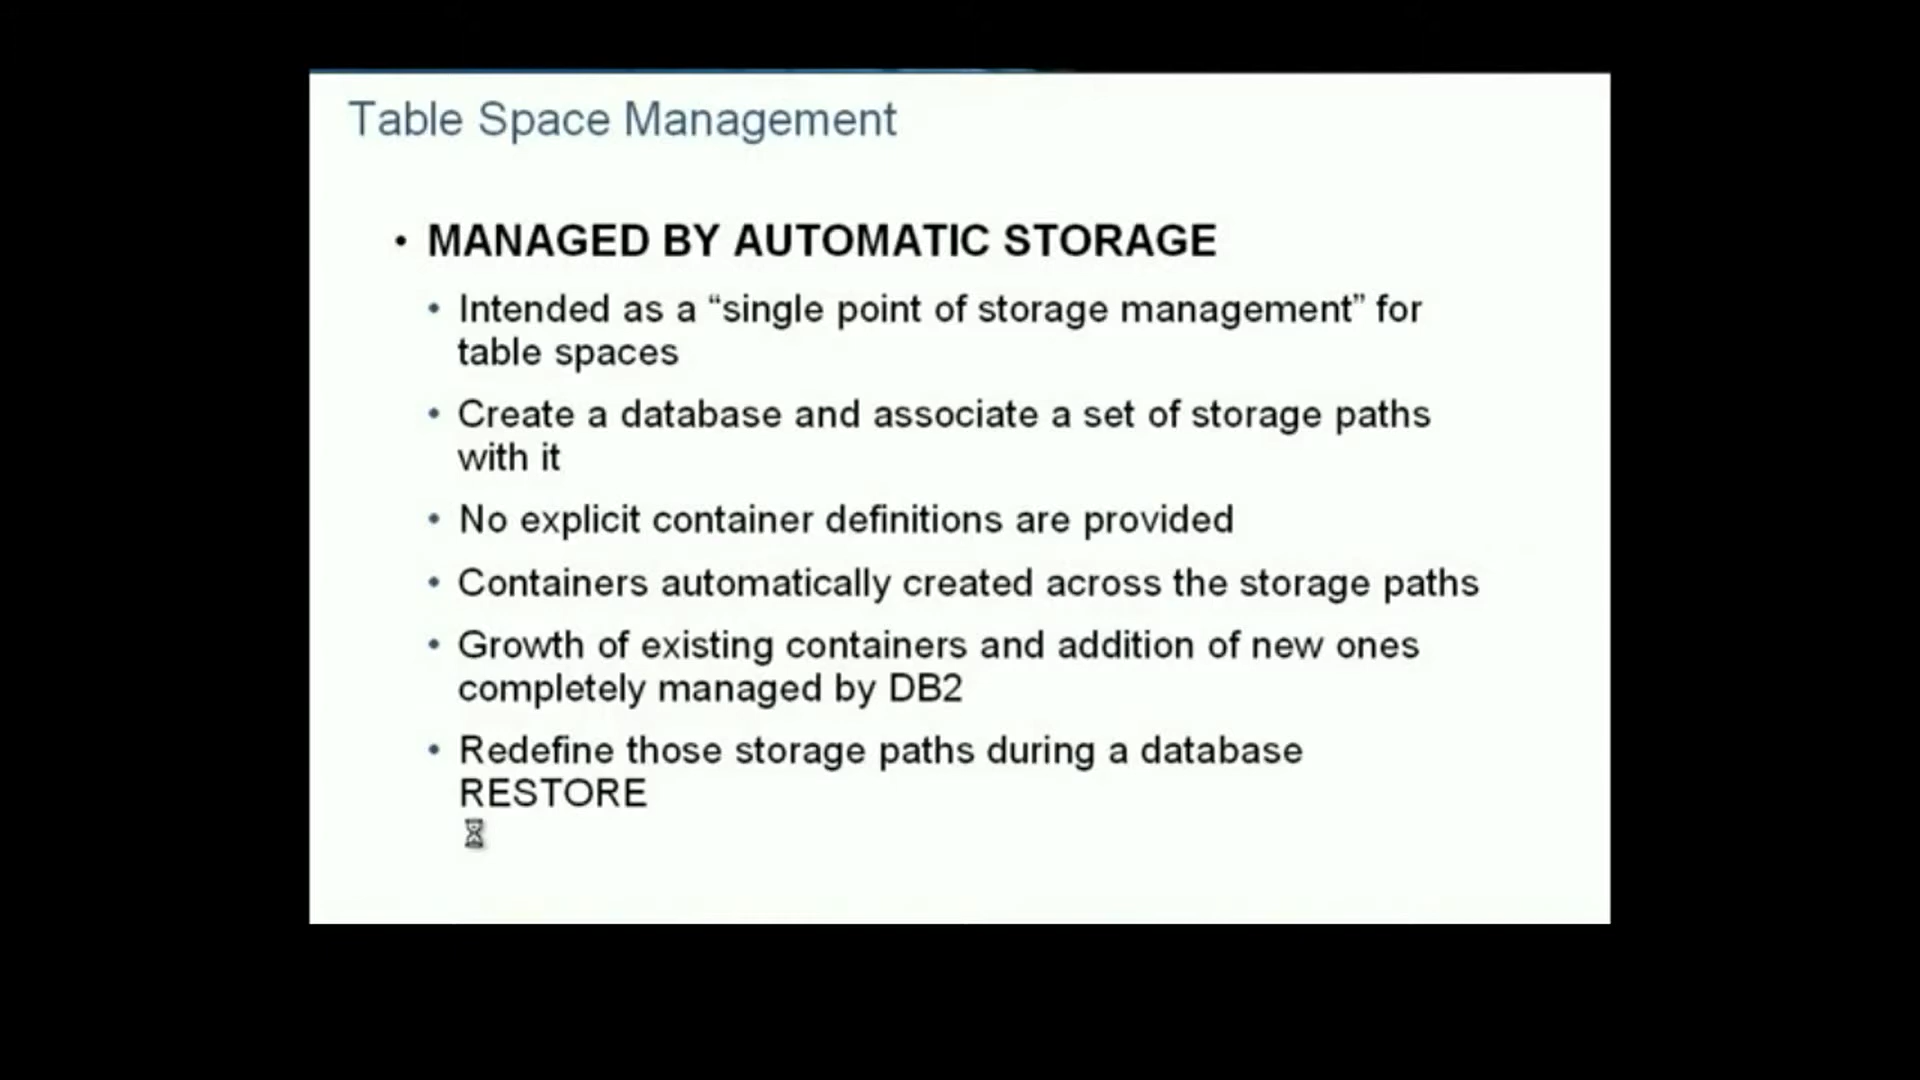 Table Space Management
• MANAGED BY AUTOMATIC STORAGE
• Intended as a “single point of storage management” for
table spaces
• Create a database and associate a set of storage paths
with it
• No explicit container definitions are provided
• Containers automatically created across the storage paths
• Growth of existing containers and addition of new ones
completely managed by DB2
• Redefine those storage paths during a database
RESTORE